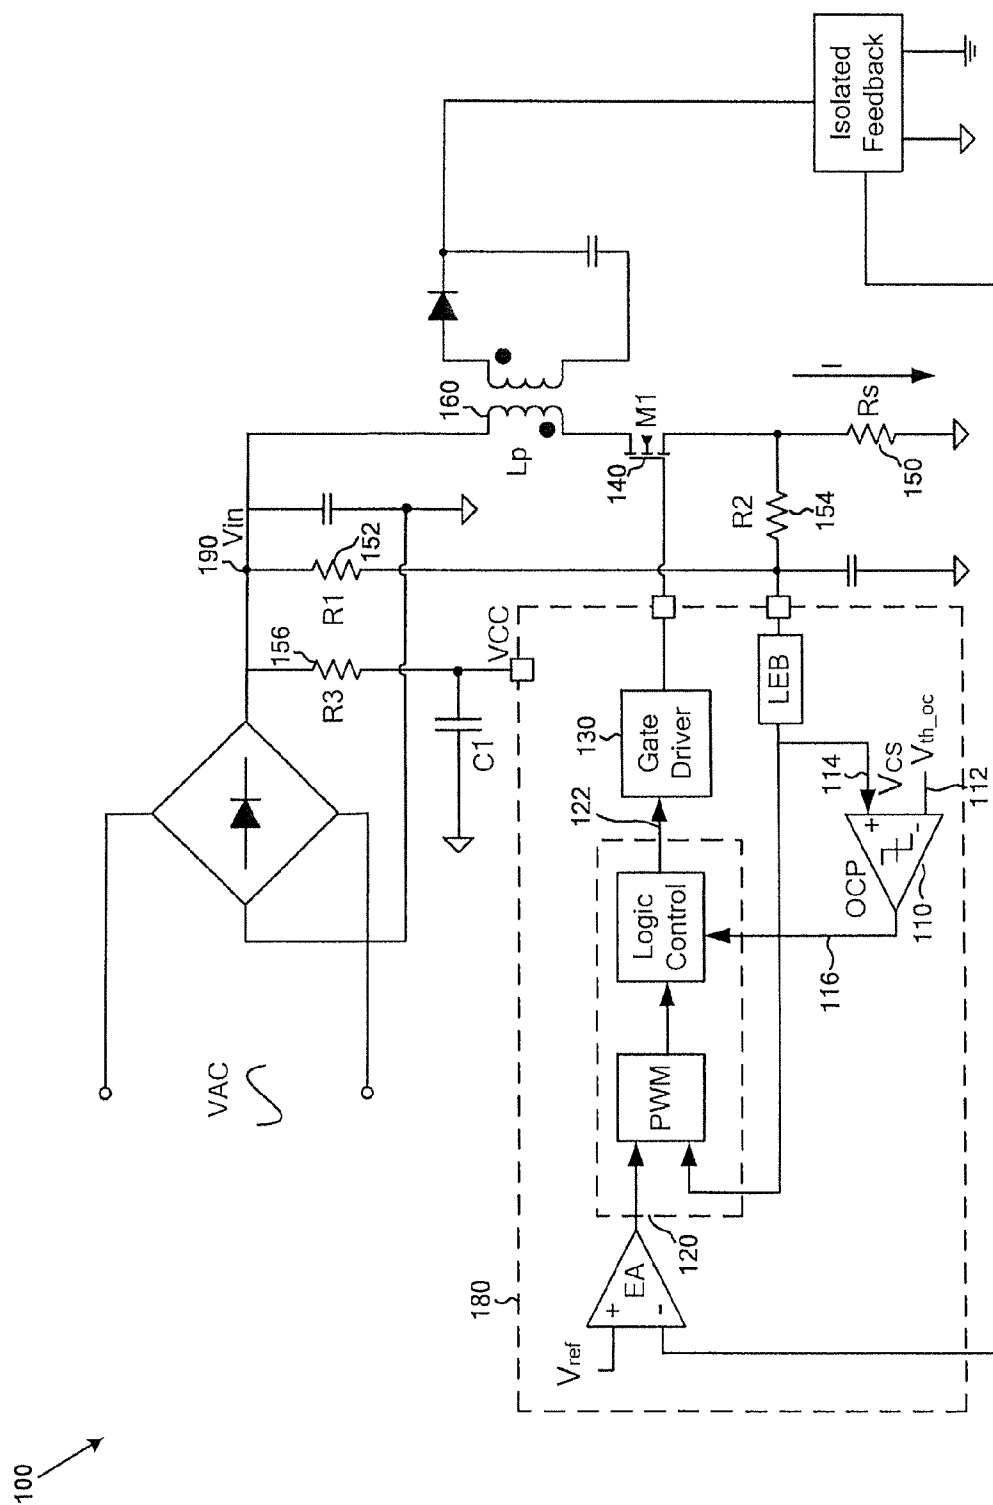 100
VAC
190
Vin
156
R3
R1
152
C1
VCC
160
Lp
140
M1
R2
154
Rs
150
I
Isolated
Feedback
180
Vref
EA
+
-
120
PWM
Logic
Control
122
130
Gate
Driver
LEB
114
VCS
Vth_oc
112
+
-
OCP
110
116